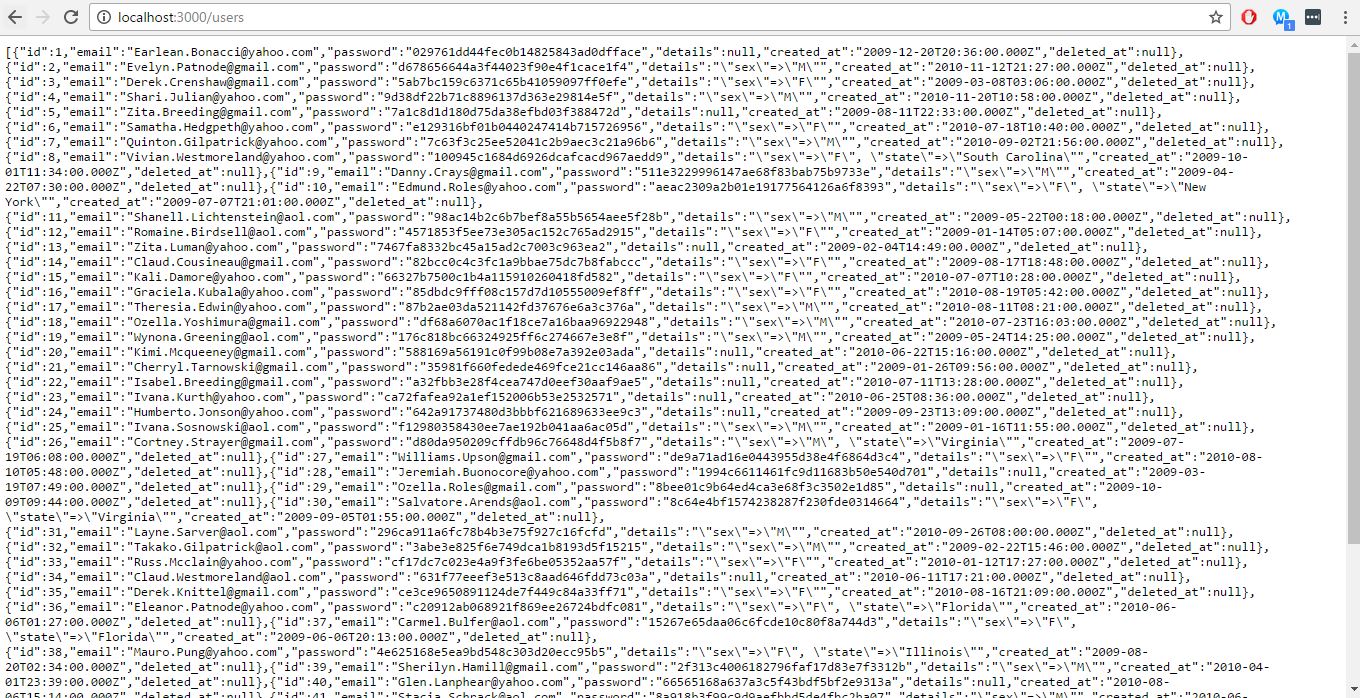 localhost:3000/users
M
1
[{"id":1,"email":"Earlean.Bonacci@yahoo.com","password":"029761dd44fec0b14825843ad0dfface","details":null,"created_at":"2009-12-20T20:36:00.000Z","deleted_at":null},
{"id":2,"email":"Evelyn.Patnode@gmail.com","password":"d678656644a3f44023f90e4f1cace1f4","details":"\"sex\"=>\"M\"","created_at":"2010-11-12T21:27:00.000Z","deleted_at":null},
{"id":3,"email":"Derek.Crenshaw@gmail.com","password":"5ab7bc159c6371c65b41059097ff0efe","details":"\"sex\"=>\"F\"","created_at":"2009-03-08T03:06:00.000Z","deleted_at":null},
{"id":4,"email":"Shari.Julian@yahoo.com","password":"9d38df22b71c8896137d363e29814e5f","details":"\"sex\"=>\"M\"","created_at":"2010-11-20T10:58:00.000Z","deleted_at":null},
{"id":5,"email":"Zita.Breeding@gmail.com","password":"7a1c8d1d180d75da38efbd03f388472d","details":null,"created_at":"2009-08-11T22:33:00.000Z","deleted_at":null},
{"id":6,"email":"Samatha.Hedgpeth@yahoo.com","password":"e129316bf01b0440247414b715726956","details":"\"sex\"=>\"F\"","created_at":"2010-07-18T10:40:00.000Z","deleted_at":null},
{"id":7,"email":"Quinton.Gilpatrick@yahoo.com","password":"7c63f3c25ee52041c2b9aec3c21a96b6","details":"\"sex\"=>\"M\"","created_at":"2010-09-02T21:56:00.000Z","deleted_at":null},
{"id":8,"email":"Vivian.Westmoreland@yahoo.com","password":"100945c1684d6926dcafcacd967aedd9","details":"\"sex\"=>\"F\", \"state\"=>\"South Carolina\"","created_at":"2009-10-
01T11:34:00.000Z","deleted_at":null},{"id":9,"email":"Danny.Crays@gmail.com","password":"511e3229996147ae68f83bab75b9733e","details":"\"sex\"=>\"M\"","created_at":"2009-04-
22T07:30:00.000Z","deleted_at":null},{"id":10,"email":"Edmund.Roles@yahoo.com","password":"aeac2309a2b01e19177564126a6f8393","details":"\"sex\"=>\"F\", \"state\"=>\"New
York\"","created_at":"2009-07-07T21:01:00.000Z","deleted_at":null},
{"id":11,"email":"Shanell.Lichtenstein@aol.com","password":"98ac14b2c6b7bef8a55b5654aee5f28b","details":"\"sex\"=>\"M\"","created_at":"2009-05-22T00:18:00.000Z","deleted_at":null},
{"id":12,"email":"Romaine.Birdsell@aol.com","password":"4571853f5ee73e305ac152c765ad2915","details":"\"sex\"=>\"F\"","created_at":"2009-01-14T05:07:00.000Z","deleted_at":null},
{"id":13,"email":"Zita.Luman@yahoo.com","password":"7467fa8332bc45a15ad2c7003c963ea2","details":null,"created_at":"2009-02-04T14:49:00.000Z","deleted_at":null},
{"id":14,"email":"Claud.Cousineau@gmail.com","password":"82bcc0c4c3fc1a9bbae75dc7b8fabccc","details":"\"sex\"=>\"F\"","created_at":"2009-08-17T18:48:00.000Z","deleted_at":null},
{"id":15,"email":"Kali.Damore@yahoo.com","password":"66327b7500c1b4a115910260418fd582","details":"\"sex\"=>\"F\"","created_at":"2010-07-07T10:28:00.000Z","deleted_at":null},
{"id":16,"email":"Graciela.Kubala@yahoo.com","password":"85dbdc9fff08c157d7d10555009ef8ff","details":"\"sex\"=>\"F\"","created_at":"2010-08-19T05:42:00.000Z","deleted_at":null},
{"id":17,"email":"Theresia.Edwin@yahoo.com","password":"87b2ae03da521142fd37676e6a3c376a","details":"\"sex\"=>\"M\"","created_at":"2010-08-11T08:21:00.000Z","deleted_at":null},
{"id":18,"email":"Ozella.Yoshimura@gmail.com","password":"df68a6070ac1f18ce7a16baa96922948","details":"\"sex\"=>\"M\"","created_at":"2010-07-23T16:03:00.000Z","deleted_at":null},
{"id":19,"email":"Wynona.Greening@aol.com","password":"176c818bc66324925ff6c274667e3e8f","details":"\"sex\"=>\"M\"","created_at":"2009-05-24T14:25:00.000Z","deleted_at":null},
{"id":20,"email":"Kimi.Mcqueeney@gmail.com","password":"588169a56191c0f99b08e7a392e03ada","details":null,"created_at":"2010-06-22T15:16:00.000Z","deleted_at":null},
{"id":21,"email":"Cherryl.Tarnowski@gmail.com","password":"35981f660fedede469fce21cc146aa86","details":null,"created_at":"2009-01-26T09:56:00.000Z","deleted_at":null},
{"id":22,"email":"Isabel.Breeding@gmail.com","password":"a32fbb3e28f4cea747d0eef30aaf9ae5","details":null,"created_at":"2010-07-11T13:28:00.000Z","deleted_at":null},
{"id":23,"email":"Ivana.Kurth@yahoo.com","password":"ca72fafea92a1ef152006b53e2532571","details":null,"created_at":"2010-06-25T08:36:00.000Z","deleted_at":null},
{"id":24,"email":"Humberto.Jonson@yahoo.com","password":"642a91737480d3bbbf621689633ee9c3","details":null,"created_at":"2009-09-23T13:09:00.000Z","deleted_at":null},
{"id":25,"email":"Ivana.Sosnowski@aol.com","password":"f12980358430ee7ae192b041aa6ac05d","details":"\"sex\"=>\"M\"","created_at":"2009-01-16T11:55:00.000Z","deleted_at":null},
{"id":26,"email":"Cortney.Strayer@gmail.com","password":"d80da950209cffdb96c76648d4f5b8f7","details":"\"sex\"=>\"M\", \"state\"=>\"Virginia\"","created_at":"2009-07-
19T06:08:00.000Z","deleted_at":null},{"id":27,"email":"Williams.Upson@gmail.com","password":"de9a71ad16e0443955d38e4f6864d3c4","details":"\"sex\"=>\"F\"","created_at":"2010-08-
10T05:48:00.000Z","deleted_at":null},{"id":28,"email":"Jeremiah.Buonocore@yahoo.com","password":"1994c6611461fc9d11683b50e540d701","details":null,"created_at":"2009-03-
19T07:49:00.000Z","deleted_at":null},{"id":29,"email":"Ozella.Roles@gmail.com","password":"8bee01c9b64ed4ca3e68f3c3502e1d85","details":null,"created_at":"2009-10-
09T09:44:00.000Z","deleted_at":null},{"id":30,"email":"Salvatore.Arends@aol.com","password":"8c64e4bf1574238287f230fde0314664","details":"\"sex\"=>\"F\",
\"state\"=>\"Virginia\"","created_at":"2009-09-05T01:55:00.000Z","deleted_at":null},
{"id":31,"email":"Layne.Sarver@aol.com","password":"296ca911a6fc78b4b3e75f927c16fcfd","details":"\"sex\"=>\"M\"","created_at":"2010-09-26T08:00:00.000Z","deleted_at":null},
{"id":32,"email":"Takako.Gilpatrick@aol.com","password":"3abe3e825f6e749dca1b8193d5f15215","details":"\"sex\"=>\"M\"","created_at":"2009-02-22T15:46:00.000Z","deleted_at":null},
{"id":33,"email":"Russ.Mcclain@yahoo.com","password":"cf17dc7c023e4a9f3fe6be05352aa57f","details":"\"sex\"=>\"F\"","created_at":"2010-01-12T17:27:00.000Z","deleted_at":null},
{"id":34,"email":"Claud.Westmoreland@aol.com","password":"631f77eeef3e513c8aad646fdd73c03a","details":null,"created_at":"2010-06-11T17:21:00.000Z","deleted_at":null},
{"id":35,"email":"Derek.Knittel@gmail.com","password":"ce3ce9650891124de7f449c84a33ff71","details":"\"sex\"=>\"F\"","created_at":"2010-08-16T21:09:00.000Z","deleted_at":null},
{"id":36,"email":"Eleanor.Patnode@yahoo.com","password":"c20912ab068921f869ee26724bdfc081","details":"\"sex\"=>\"F\", \"state\"=>\"Florida\"","created_at":"2010-06-
06T01:27:00.000Z","deleted_at":null},{"id":37,"email":"Carmel.Bulfer@aol.com","password":"15267e65daa06c6fcde10c80f8a744d3","details":"\"sex\"=>\"F\",
\"state\"=>\"Florida\"","created_at":"2009-06-06T20:13:00.000Z","deleted_at":null},
{"id":38,"email":"Mauro.Pung@yahoo.com","password":"4e625168e5ea9bd548c303d20ecc95b5","details":"\"sex\"=>\"F\", \"state\"=>\"Illinois\"","created_at":"2009-08-
20T02:34:00.000Z","deleted_at":null},{"id":39,"email":"Sherilyn.Hamill@gmail.com","password":"2f313c4006182796faf17d83e7f3312b","details":"\"sex\"=>\"M\"","created_at":"2010-04-
01T23:39:00.000Z","deleted_at":null},{"id":40,"email":"Glen.Lanphear@yahoo.com","password":"66565168a637a3c5f43bdf5bf2e9313a","details":null,"created_at":"2010-08-
06T15:14:00.000Z","deleted_at":null},{"id":41,"email":"Stacia.Schrack@aol.com","password":"8a918b3f99c9d9aefbbd5de4fbc2ba07","details":"\"sex\"=>\"M\"","created_at":"2010-